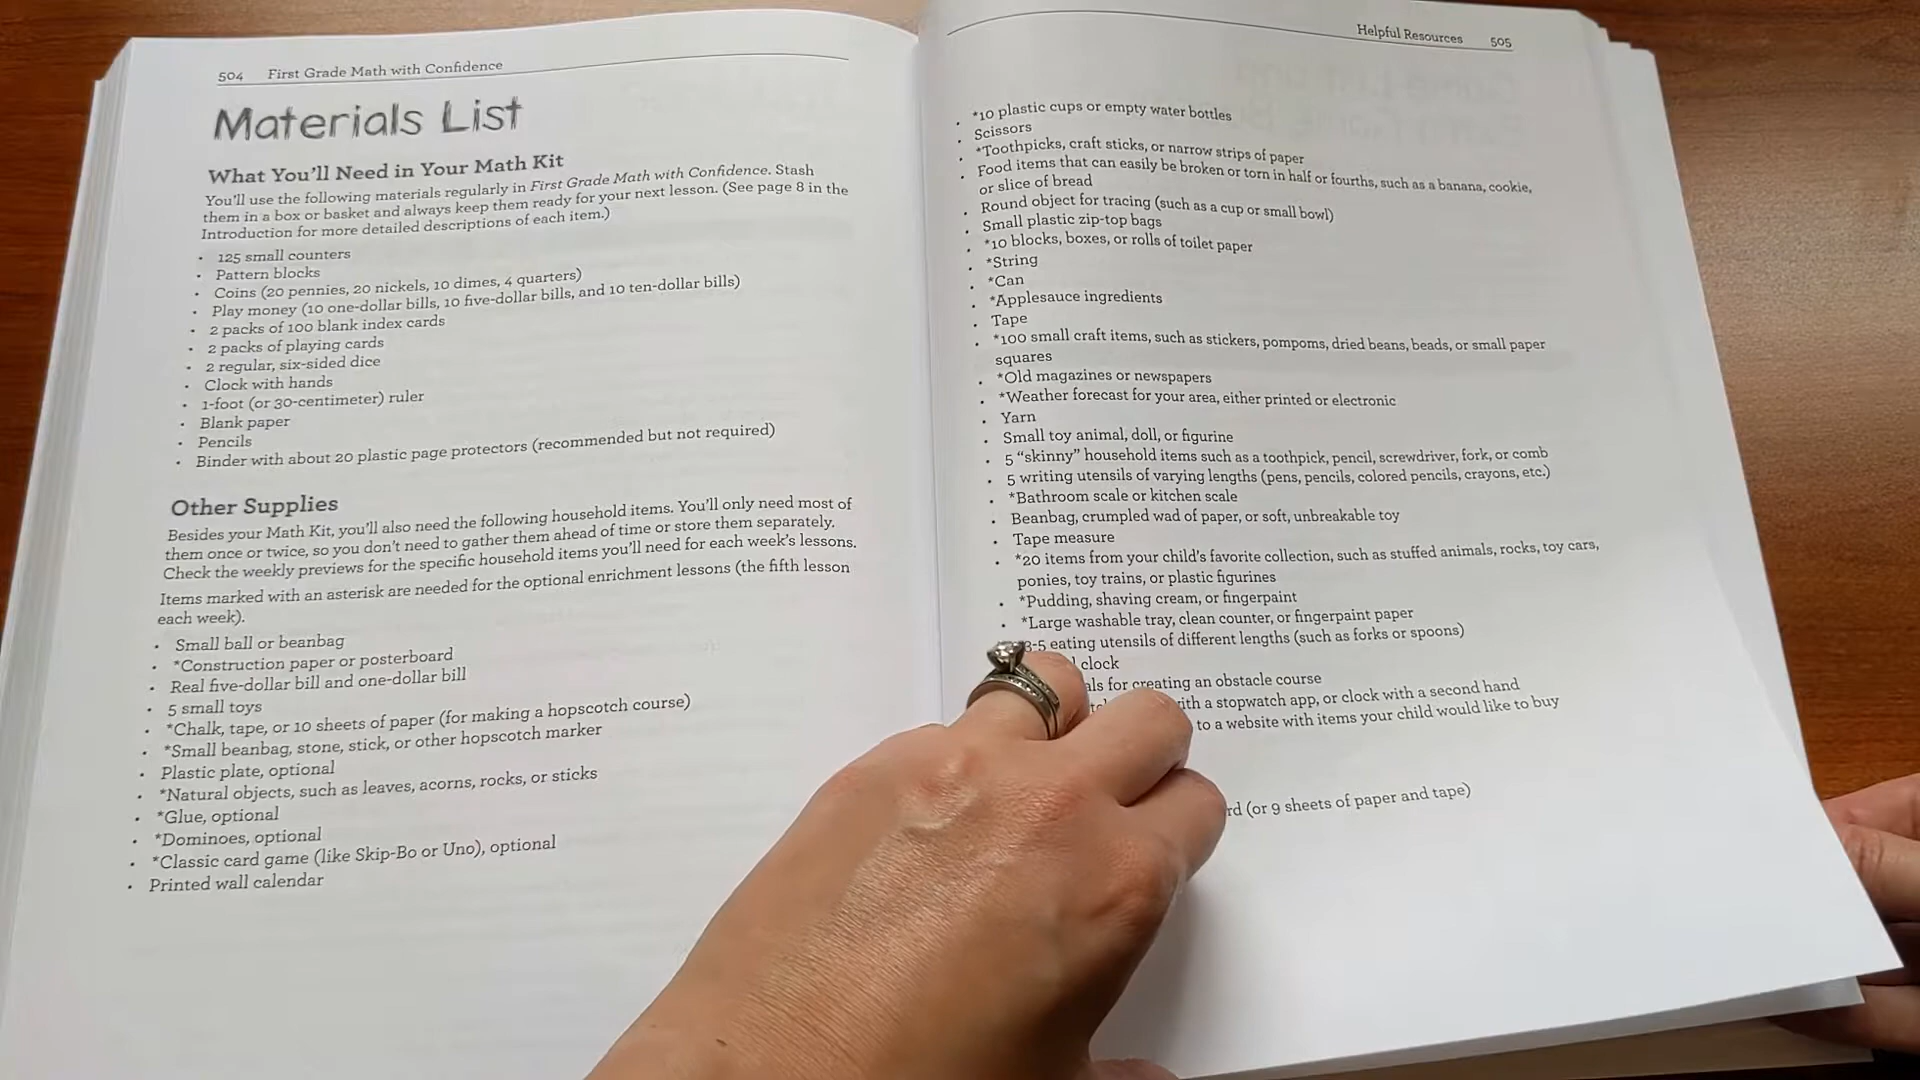 504 First Grade Math with Confidence
Materials List
What You'll Need in Your Math Kit
You'll use the following materials regularly in First Grade Math with Confidence. Stash
them in a box or basket and always keep them ready for your next lesson. (See page 8 in the
Introduction for more detailed descriptions of each item.)
• 125 small counters
• Pattern blocks
• Coins (20 pennies, 20 nickels, 10 dimes, 4 quarters)
• Play money (10 one-dollar bills, 10 five-dollar bills, and 10 ten-dollar bills)
• 2 packs of 100 blank index cards
• 2 packs of playing cards
• 2 regular, six-sided dice
• Clock with hands
• 1-foot (or 30-centimeter) ruler
• Blank paper
• Pencils
• Binder with about 20 plastic page protectors (recommended but not required)
Other Supplies
Besides your Math Kit, you'll also need the following household items. You'll only need most of
them once or twice, so you don't need to gather them ahead of time or store them separately.
Check the weekly previews for the specific household items you'll need for each week's lessons.
Items marked with an asterisk are needed for the optional enrichment lessons (the fifth lesson
each week).
• Small ball or beanbag
• *Construction paper or posterboard
• Real five-dollar bill and one-dollar bill
• 5 small toys
• *Chalk, tape, or 10 sheets of paper (for making a hopscotch course)
• *Small beanbag, stone, stick, or other hopscotch marker
• Plastic plate, optional
• *Natural objects, such as leaves, acorns, rocks, or sticks
• *Glue, optional
• *Dominoes, optional
• *Classic card game (like Skip-Bo or Uno), optional
• Printed wall calendar
Helpful Resources 505
• *10 plastic cups or empty water bottles
• Scissors
• *Toothpicks, craft sticks, or narrow strips of paper
• Food items that can easily be broken or torn in half or fourths, such as a banana, cookie,
or slice of bread
• Round object for tracing (such as a cup or small bowl)
• Small plastic zip-top bags
• *10 blocks, boxes, or rolls of toilet paper
• *String
• *Can
• *Applesauce ingredients
• Tape
• *100 small craft items, such as stickers, pompoms, dried beans, beads, or small paper
squares
• *Old magazines or newspapers
• *Weather forecast for your area, either printed or electronic
• Yarn
• Small toy animal, doll, or figurine
• 5 "skinny" household items such as a toothpick, pencil, screwdriver, fork, or comb
• 5 writing utensils of varying lengths (pens, pencils, colored pencils, crayons, etc.)
• *Bathroom scale or kitchen scale
• Beanbag, crumpled wad of paper, or soft, unbreakable toy
• Tape measure
• *20 items from your child's favorite collection, such as stuffed animals, rocks, toy cars,
ponies, toy trains, or plastic figurines
• *Pudding, shaving cream, or fingerpaint
• *Large washable tray, clean counter, or fingerpaint paper
3-5 eating utensils of different lengths (such as forks or spoons)
clock
for creating an obstacle course
with a stopwatch app, or clock with a second hand
to a website with items your child would like to buy
(or 9 sheets of paper and tape)